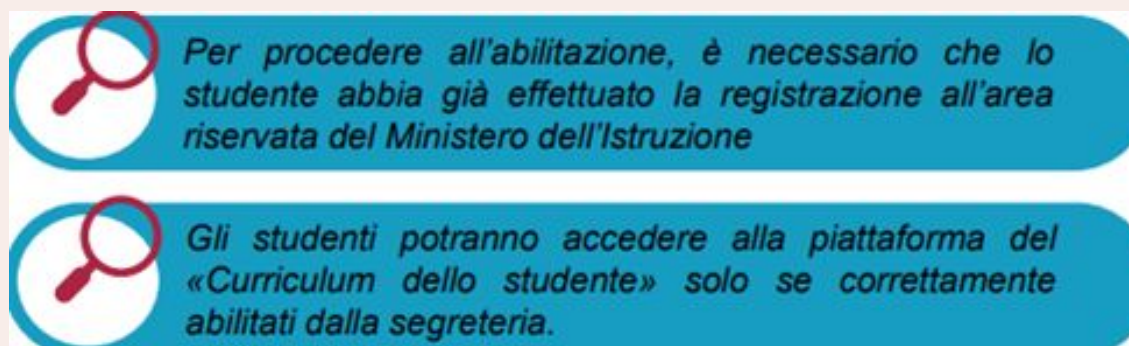 Per procedere all'abilitazione, è necessario che lo
studente abbia già effettuato la registrazione all'area
riservata del Ministero dell'Istruzione
Gli studenti potranno accedere alla piattaforma del
«Curriculum dello studente» solo se correttamente
abilitati dalla segreteria.